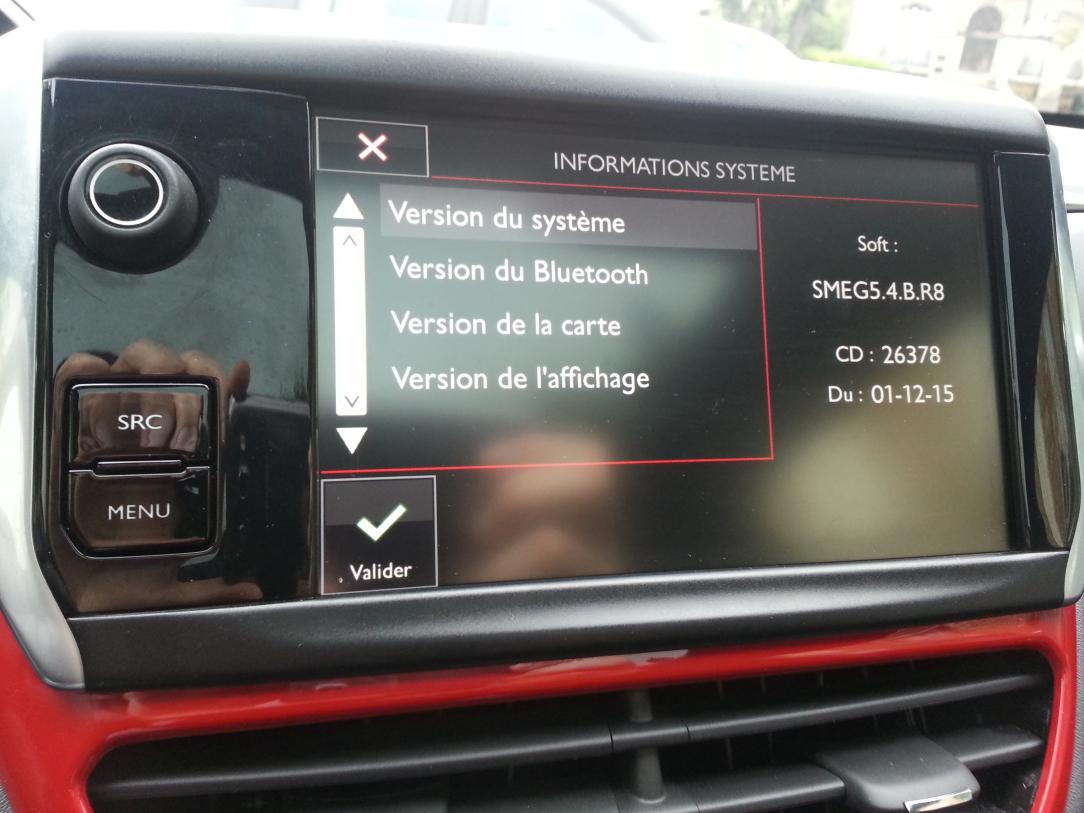 INFORMATIONS SYSTEME
Version du système
Version du Bluetooth
Version de la carte
Version de l'affichage
Soft :
SMEG5.4.B.R8
CD : 26378
Du : 01-12-15
SRC
MENU
Valider